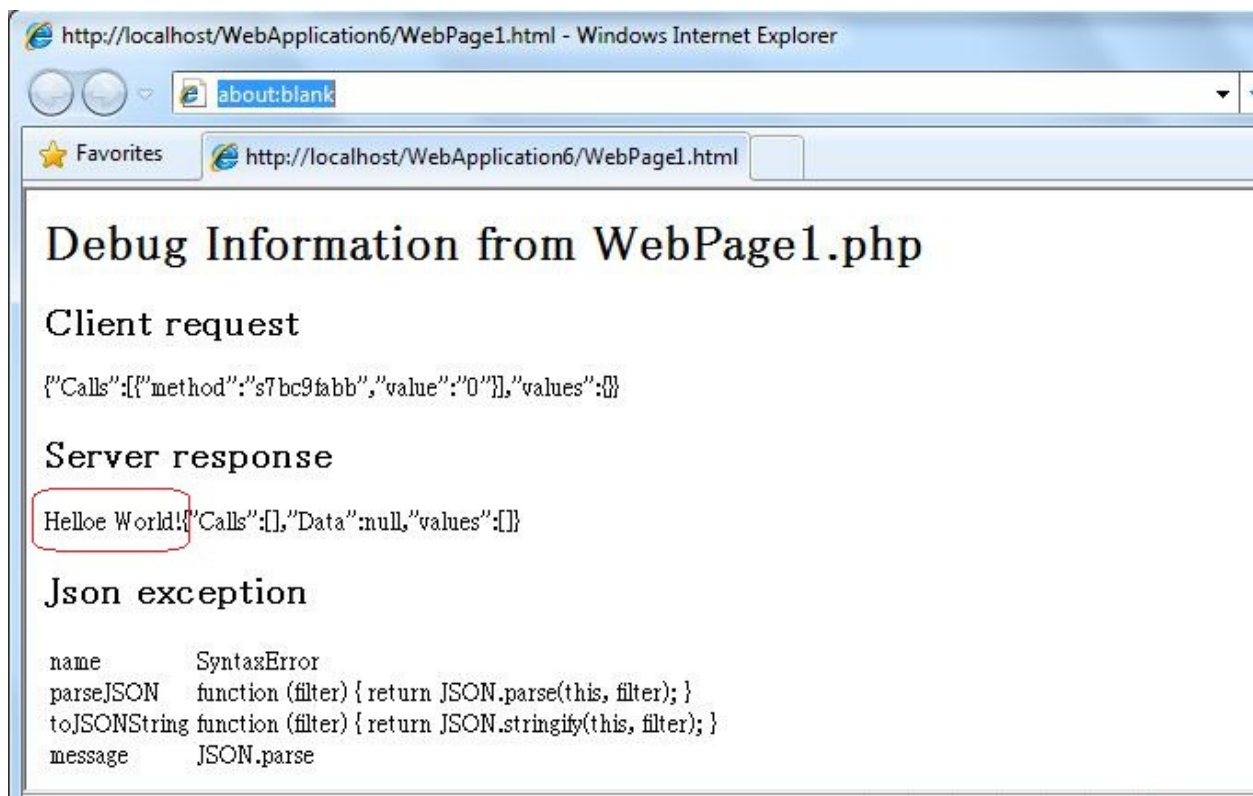 http://localhost/WebApplication6/WebPage1.html - Windows Internet Explorer
about:blank
Favorites
http://localhost/WebApplication6/WebPage1.html
Debug Information from WebPage1.php
Client request
{"Calls":[{"method":"s7bc9fabb","value":"0"}],"values":{}}
Server response
Helloe World!{"Calls":[],"Data":null,"values":[]}
Json exception
name SyntaxError
parseJSON function (filter) { return JSON.parse(this, filter); }
toJSONString function (filter) { return JSON.stringify(this, filter); }
message JSON.parse